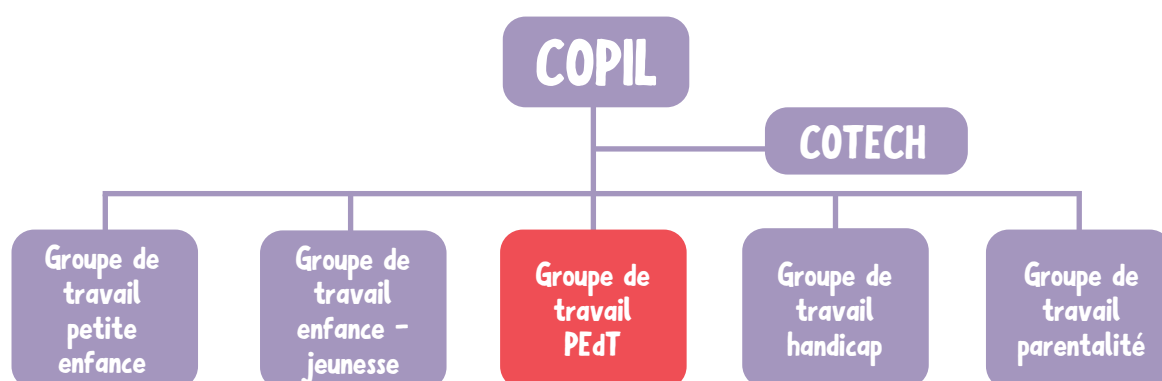 COPIL
COTECH
Groupe de
travail
petite
enfance
Groupe de
travail
enfance -
jeunesse
Groupe de
travail
PEdT
Groupe de
travail
handicap
Groupe de
travail
parentalité